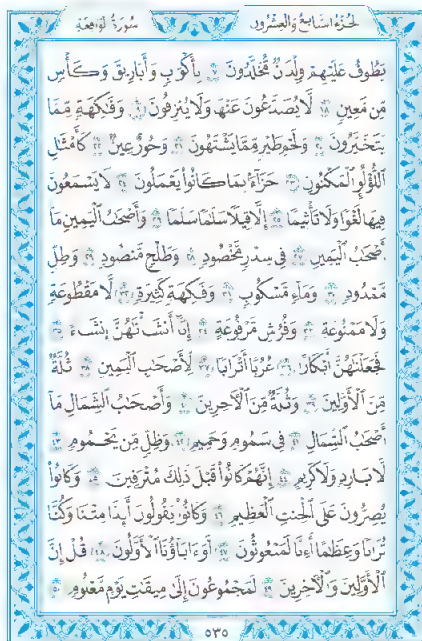 الجزء السابع والعشرون سورة الواقعة
يَطُوفُ عَلَيْهِمْ وِلْدَٰنٌ مُّخَلَّدُونَ ١٧ بِأَكْوَابٍ وَأَبَارِيقَ وَكَأْسٍ
مِّن مَّعِينٍ ١٨ لَّا يُصَدَّعُونَ عَنْهَا وَلَا يُنزِفُونَ ١٩ وَفَٰكِهَةٍ مِّمَّا
يَتَخَيَّرُونَ ٢٠ وَلَحْمِ طَيْرٍ مِّمَّا يَشْتَهُونَ ٢١ وَحُورٌ عِينٌ ٢٢ كَأَمْثَٰلِ
ٱللُّؤْلُؤِ ٱلْمَكْنُونِ ٢٣ جَزَآءًۢ بِمَا كَانُوا۟ يَعْمَلُونَ ٢٤ لَا يَسْمَعُونَ
فِيهَا لَغْوًا وَلَا تَأْثِيمًا ٢٥ إِلَّا قِيلًا سَلَٰمًا سَلَٰمًا ٢٦ وَأَصْحَٰبُ ٱلْيَمِينِ مَآ
أَصْحَٰبُ ٱلْيَمِينِ ٢٧ فِى سِدْرٍ مَّخْضُودٍ ٢٨ وَطَلْحٍ مَّنضُودٍ ٢٩ وَظِلٍّ
مَّمْدُودٍ ٣٠ وَمَآءٍ مَّسْكُوبٍ ٣١ وَفَٰكِهَةٍ كَثِيرَةٍ ٣٢ لَّا مَقْطُوعَةٍ
وَلَا مَمْنُوعَةٍ ٣٣ وَفُرُشٍ مَّرْفُوعَةٍ ٣٤ إِنَّآ أَنشَأْنَٰهُنَّ إِنشَآءً ٣٥
فَجَعَلْنَٰهُنَّ أَبْكَارًا ٣٦ عُرُبًا أَتْرَابًا ٣٧ لِّأَصْحَٰبِ ٱلْيَمِينِ ٣٨ ثُلَّةٌ
مِّنَ ٱلْأَوَّلِينَ ٣٩ وَثُلَّةٌ مِّنَ ٱلْءَاخِرِينَ ٤٠ وَأَصْحَٰبُ ٱلشِّمَالِ مَآ
أَصْحَٰبُ ٱلشِّمَالِ ٤١ فِى سَمُومٍ وَحَمِيمٍ ٤٢ وَظِلٍّ مِّن يَحْمُومٍ ٤٣
لَّا بَارِدٍ وَلَا كَرِيمٍ ٤٤ إِنَّهُمْ كَانُوا۟ قَبْلَ ذَٰلِكَ مُتْرَفِينَ ٤٥ وَكَانُوا۟
يُصِرُّونَ عَلَى ٱلْحِنثِ ٱلْعَظِيمِ ٤٦ وَكَانُوا۟ يَقُولُونَ أَئِذَا مِتْنَا وَكُنَّا
تُرَابًا وَعِظَٰمًا أَءِنَّا لَمَبْعُوثُونَ ٤٧ أَوَءَابَآؤُنَا ٱلْأَوَّلُونَ ٤٨ قُلْ إِنَّ
ٱلْأَوَّلِينَ وَٱلْءَاخِرِينَ ٤٩ لَمَجْمُوعُونَ إِلَىٰ مِيقَٰتِ يَوْمٍ مَّعْلُومٍ ٥٠
٥٣٥